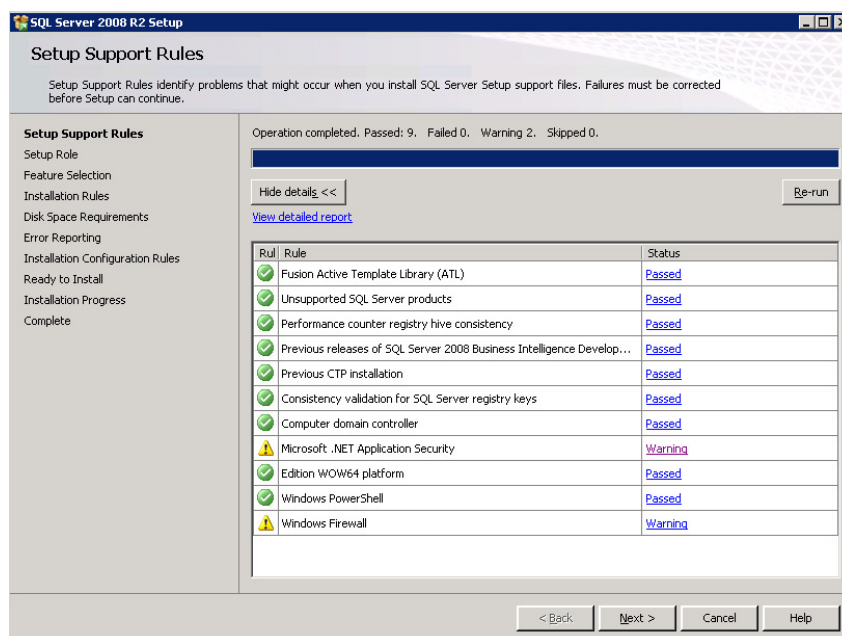 SQL Server 2008 R2 Setup
Setup Support Rules
Setup Support Rules identify problems that might occur when you install SQL Server Setup support files. Failures must be corrected
before Setup can continue.
Setup Support Rules
Setup Role
Feature Selection
Installation Rules
Disk Space Requirements
Error Reporting
Installation Configuration Rules
Ready to Install
Installation Progress
Complete
Operation completed. Passed: 9. Failed 0. Warning 2. Skipped 0.
Hide details << Re-run
View detailed report
Rul Rule Status
Fusion Active Template Library (ATL) Passed
Unsupported SQL Server products Passed
Performance counter registry hive consistency Passed
Previous releases of SQL Server 2008 Business Intelligence Develop... Passed
Previous CTP installation Passed
Consistency validation for SQL Server registry keys Passed
Computer domain controller Passed
Microsoft .NET Application Security Warning
Edition WOW64 platform Passed
Windows PowerShell Passed
Windows Firewall Warning
< Back Next > Cancel Help